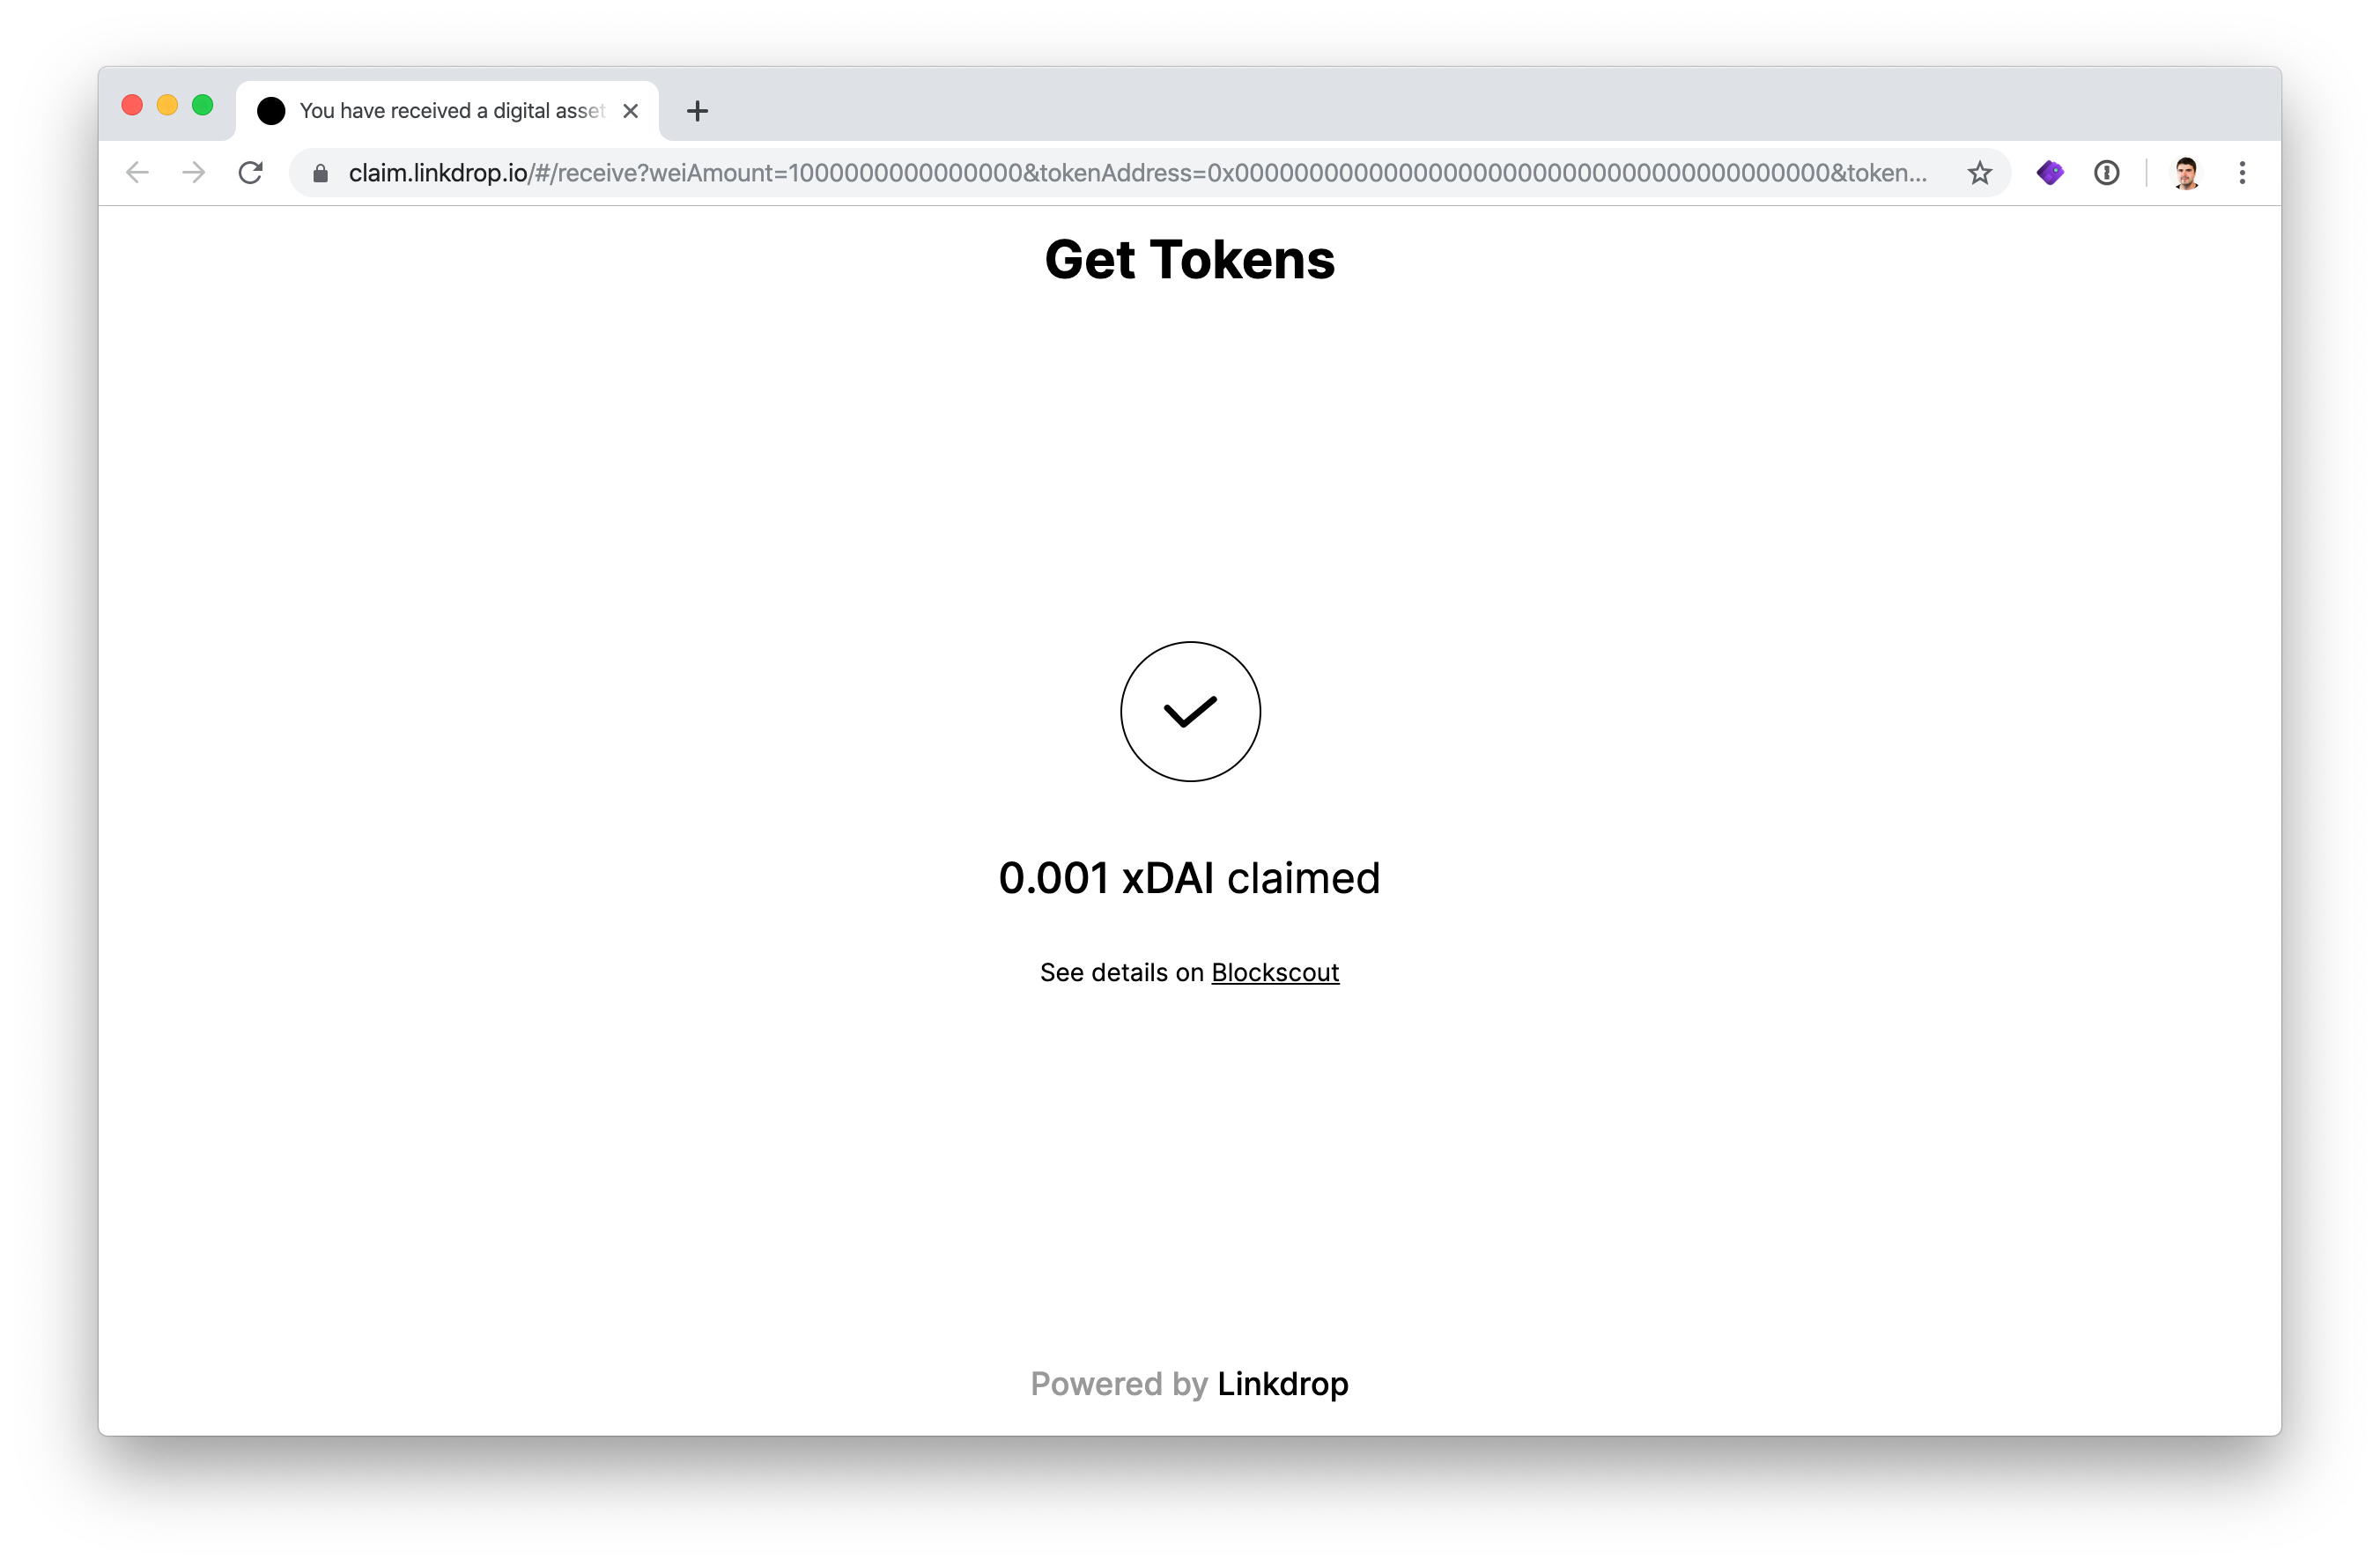 You have received a digital asset
claim.linkdrop.io/#/receive?weiAmount=1000000000000000&tokenAddress=0x0000000000000000000000000000000000000000&token...
Get Tokens
0.001 xDAI claimed
See details on Blockscout
Powered by Linkdrop